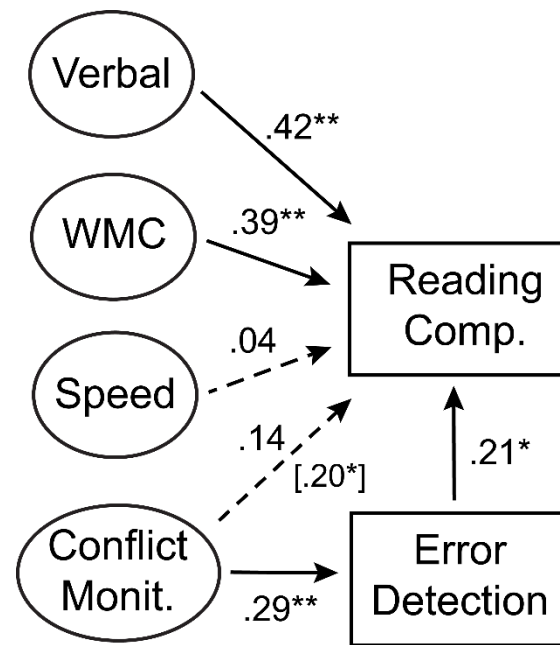 Verbal
.42**
WMC
.39**
Reading
Comp.
Speed
.04
.14
[.20*]
.21*
Conflict
Monit.
.29**
Error
Detection